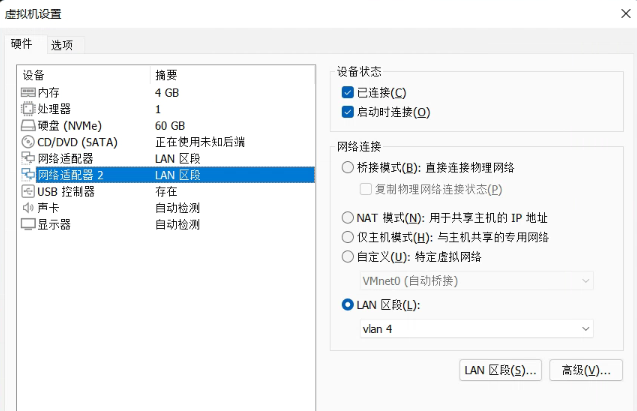 虚拟机设置
硬件 选项
设备 摘要
内存 4 GB
处理器 1
硬盘 (NVMe) 60 GB
CD/DVD (SATA) 正在使用未知后端
网络适配器 LAN 区段
网络适配器 2 LAN 区段
USB 控制器 存在
声卡 自动检测
显示器 自动检测
设备状态
已连接(C)
启动时连接(O)
网络连接
桥接模式(B): 直接连接物理网络
复制物理网络连接状态(P)
NAT 模式(N): 用于共享主机的 IP 地址
仅主机模式(H): 与主机共享的专用网络
自定义(U): 特定虚拟网络
VMnet0 (自动桥接)
LAN 区段(L):
vlan 4
LAN 区段(S)... 高级(V)...